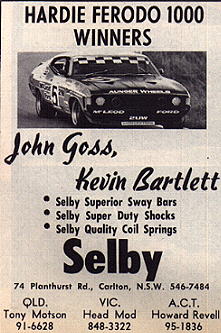 HARDIE FERODO 1000
WINNERS
AUNGER WHEELS
McLEOD FORD
2UW
John Goss,
Kevin Bartlett
• Selby Superior Sway Bars
• Selby Super Duty Shocks
• Selby Quality Coil Springs
Selby
74 Planthurst Rd., Carlton, N.S.W. 546-7484
QLD. VIC. A.C.T.
Tony Motson Head Mod Howard Revell
91-6628 848-3322 95-1836